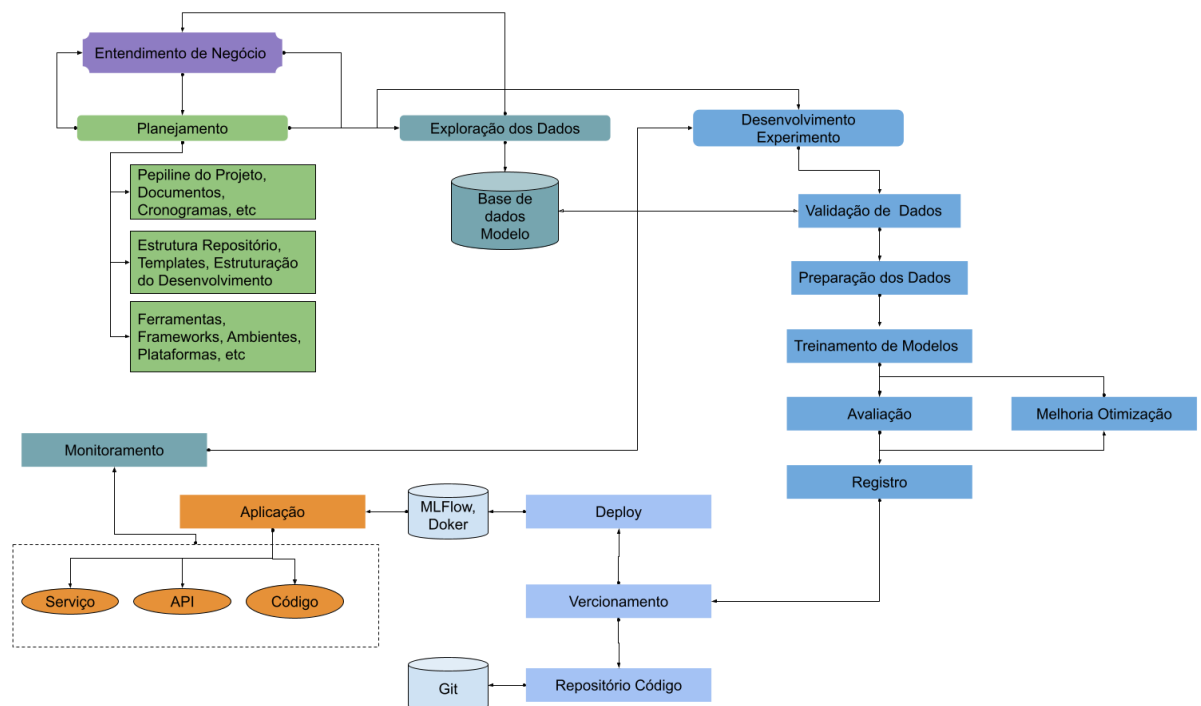 Entendimento de Negócio
Planejamento
Exploração dos Dados
Desenvolvimento
Experimento
Pepiline do Projeto,
Documentos,
Cronogramas, etc
Base de
dados
Modelo
Validação de  Dados
Estrutura Repositório,
Templates, Estruturação
do Desenvolvimento
Preparação dos Dados
Ferramentas,
Frameworks, Ambientes,
Plataformas, etc
Treinamento de Modelos
Avaliação
Melhoria Otimização
Monitoramento
Registro
Aplicação
MLFlow,
Doker
Deploy
Serviço
API
Código
Vercionamento
Git
Repositório Código